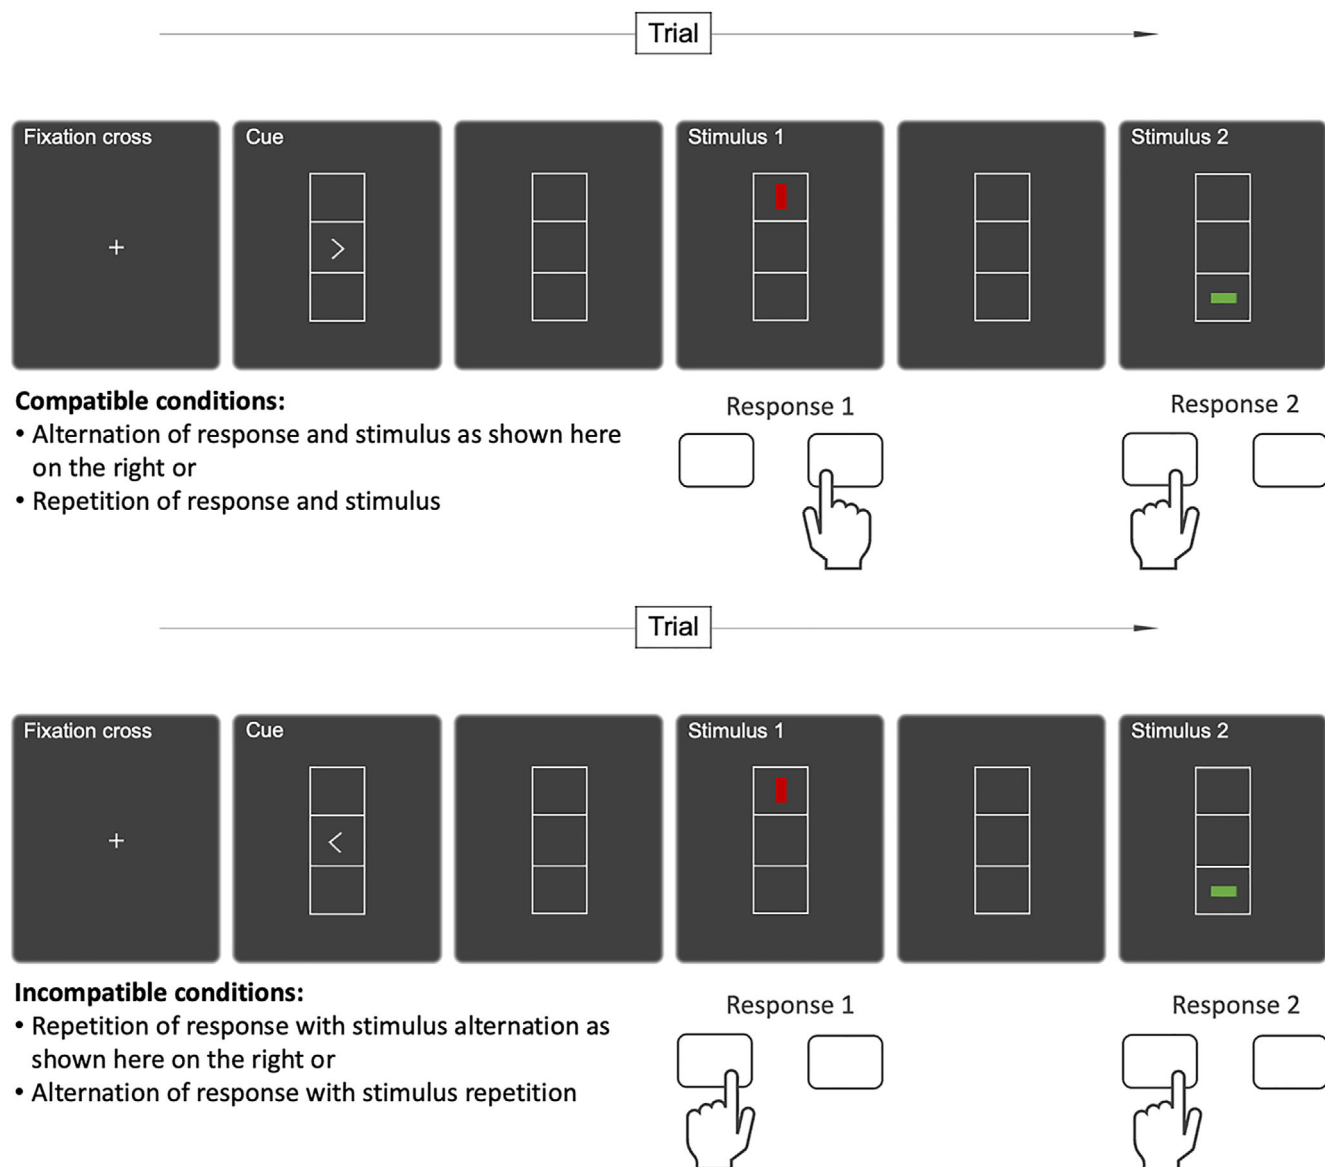 Trial
Fixation cross
Cue
Stimulus 1
Stimulus 2
+
>
Compatible conditions:
• Alternation of response and stimulus as shown here
on the right or
• Repetition of response and stimulus
Response 1
Response 2
Trial
Fixation cross
Cue
Stimulus 1
Stimulus 2
+
<
Incompatible conditions:
• Repetition of response with stimulus alternation as
shown here on the right or
• Alternation of response with stimulus repetition
Response 1
Response 2